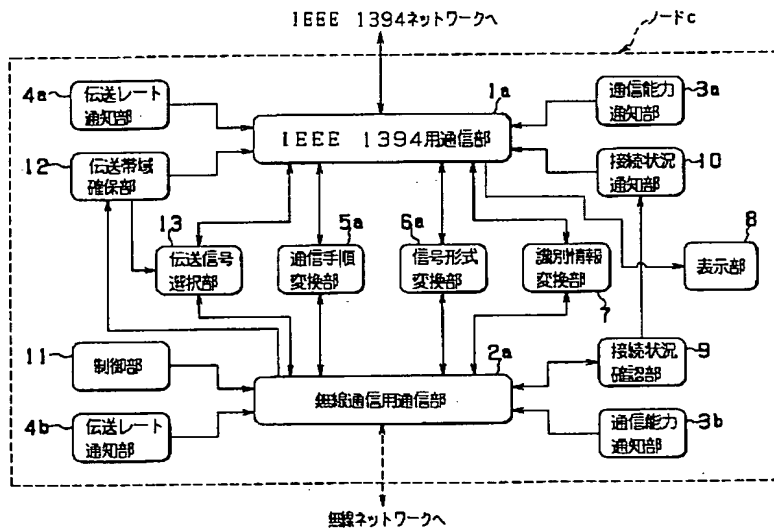 IEEE 1394ネットワークへ
ノードc
4a
伝送レート
通知部
1a
IEEE 1394用通信部
通信能力
通知部
3a
12
伝送帯域
確保部
接続状況
通知部
10
13
伝送信号
選択部
5a
通信手順
変換部
6a
信号形式
変換部
識別情報
変換部
7
8
表示部
11
制御部
2a
無線通信用通信部
接続状況
確認部
9
4b
伝送レート
通知部
通信能力
通知部
3b
無線ネットワークへ